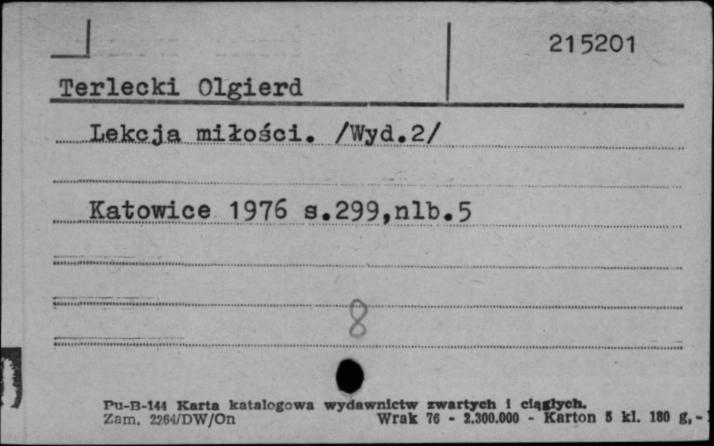 215201
Terlecki Olgierd
Lekcja miłości. /Wyd.2/
Katowice 1976 s.299,nlb.5
8
Pu-B-144 Karta katalogowa wydawnictw zwartych i ciągłych.
Zam. 2264/DW/On Wrak 76 - 2.300.000 - Karton 5 kl. 180 g, -